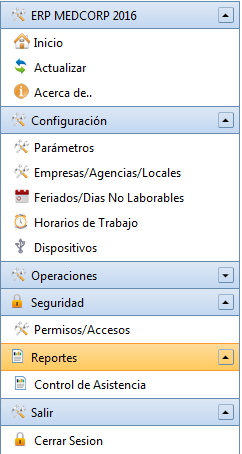 ERP MEDCORP 2016
Inicio
Actualizar
Acerca de..
Configuración
Parámetros
Empresas/Agencias/Locales
Feriados/Dias No Laborables
Horarios de Trabajo
Dispositivos
Operaciones
Seguridad
Permisos/Accesos
Reportes
Control de Asistencia
Salir
Cerrar Sesion